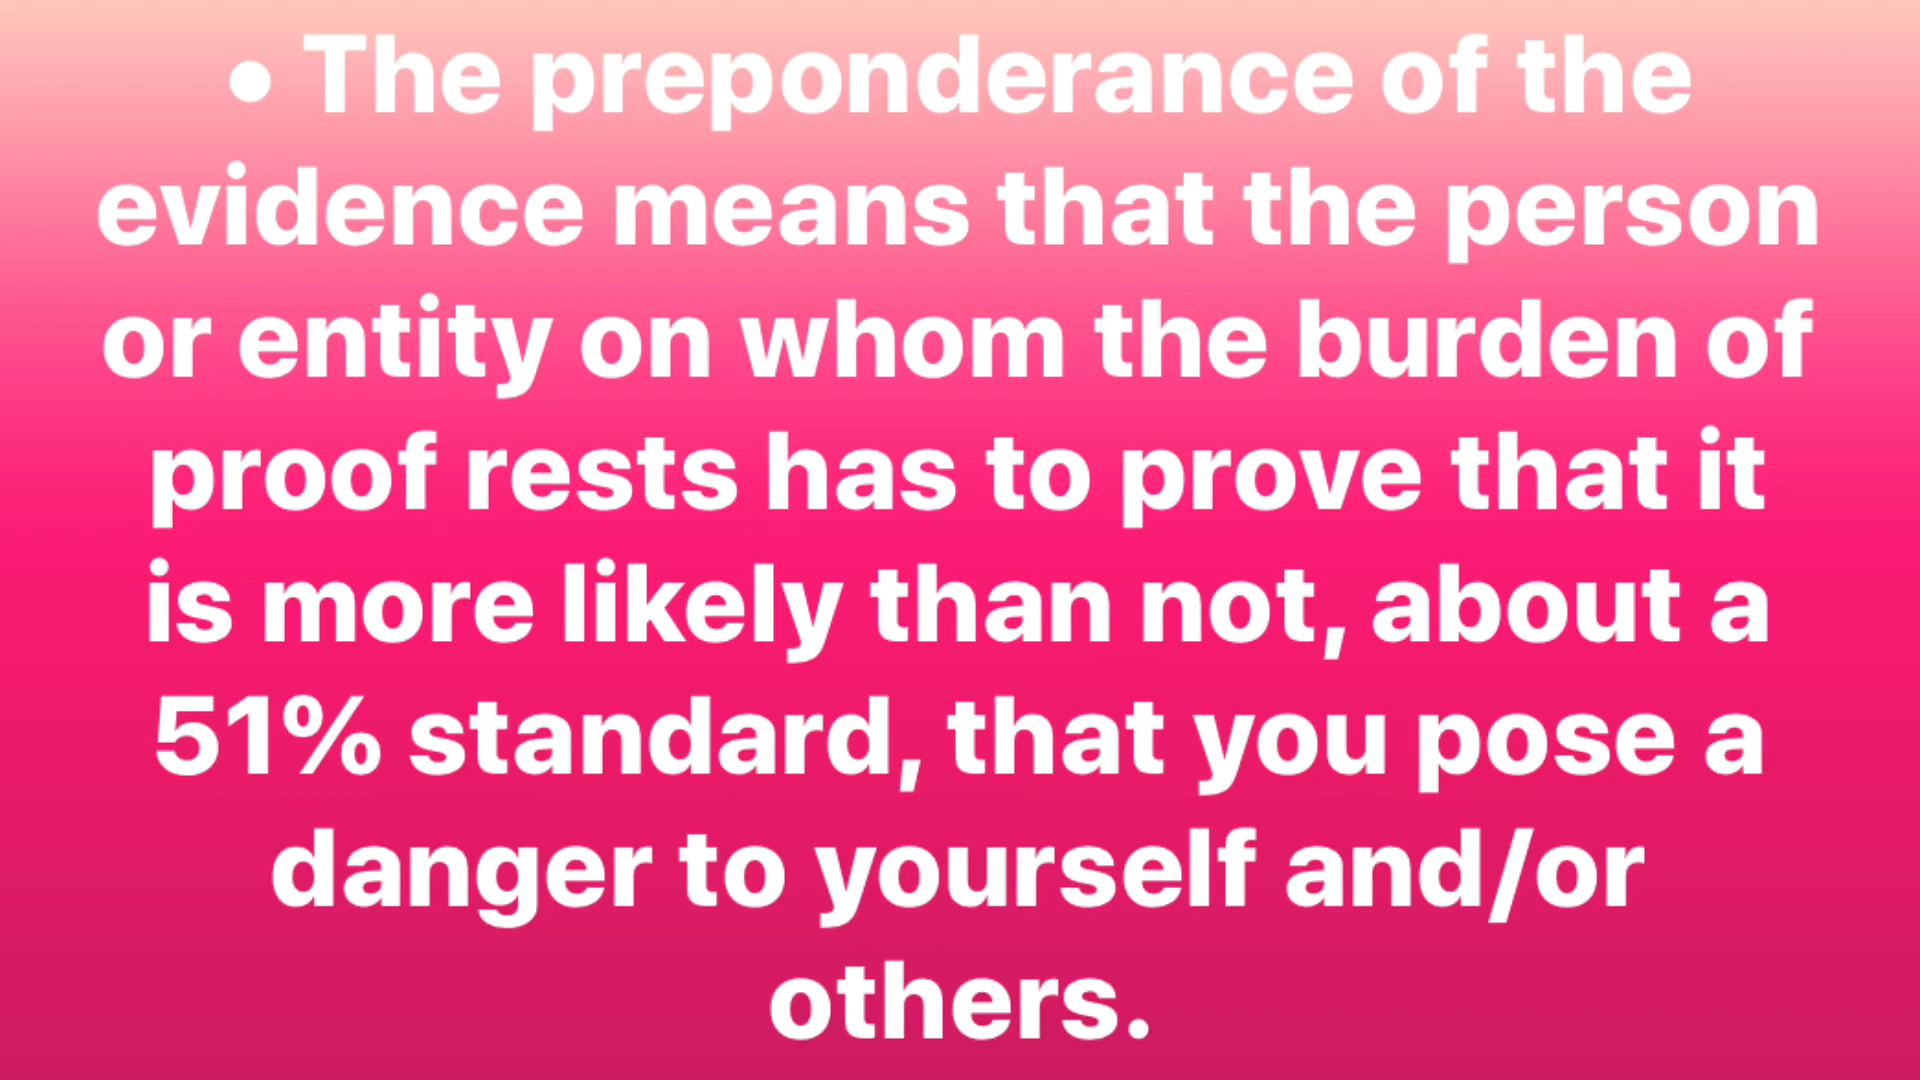 • The preponderance of the
evidence means that the person
or entity on whom the burden of
proof rests has to prove that it
is more likely than not, about a
51% standard, that you pose a
danger to yourself and/or
others.